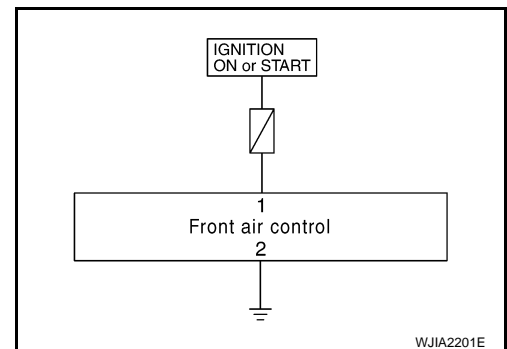 IGNITION
ON or START
1
Front air control
2
WJIA2201E